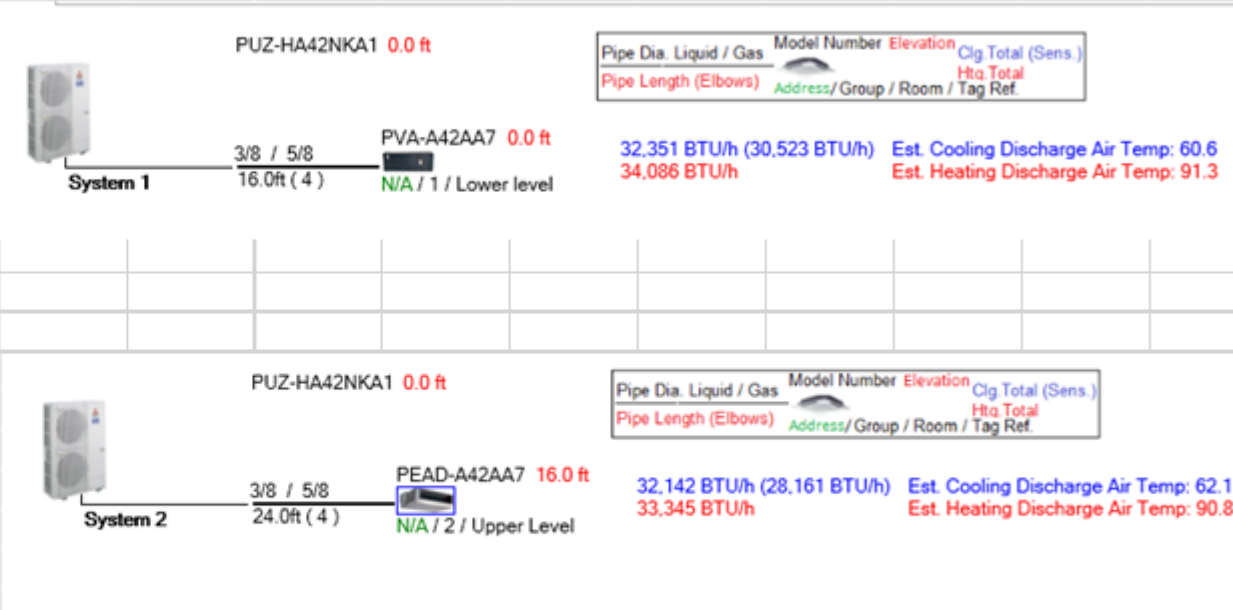 PUZ-HA42NKA1 0.0 ft
Pipe Dia. Liquid / Gas Model Number Elevation Clg.Total (Sens.)
Pipe Length (Elbows) Htg.Total
Address/ Group / Room / Tag Ref.
3/8 / 5/8 PVA-A42AA7 0.0 ft 32,351 BTU/h (30,523 BTU/h) Est. Cooling Discharge Air Temp: 60.6
System 1 16.0ft ( 4 ) N/A / 1 / Lower level 34,086 BTU/h Est. Heating Discharge Air Temp: 91.3
PUZ-HA42NKA1 0.0 ft
Pipe Dia. Liquid / Gas Model Number Elevation Clg.Total (Sens.)
Pipe Length (Elbows) Htg.Total
Address/ Group / Room / Tag Ref.
3/8 / 5/8 PEAD-A42AA7 16.0 ft 32,142 BTU/h (28,161 BTU/h) Est. Cooling Discharge Air Temp: 62.1
System 2 24.0ft ( 4 ) N/A / 2 / Upper Level 33,345 BTU/h Est. Heating Discharge Air Temp: 90.8